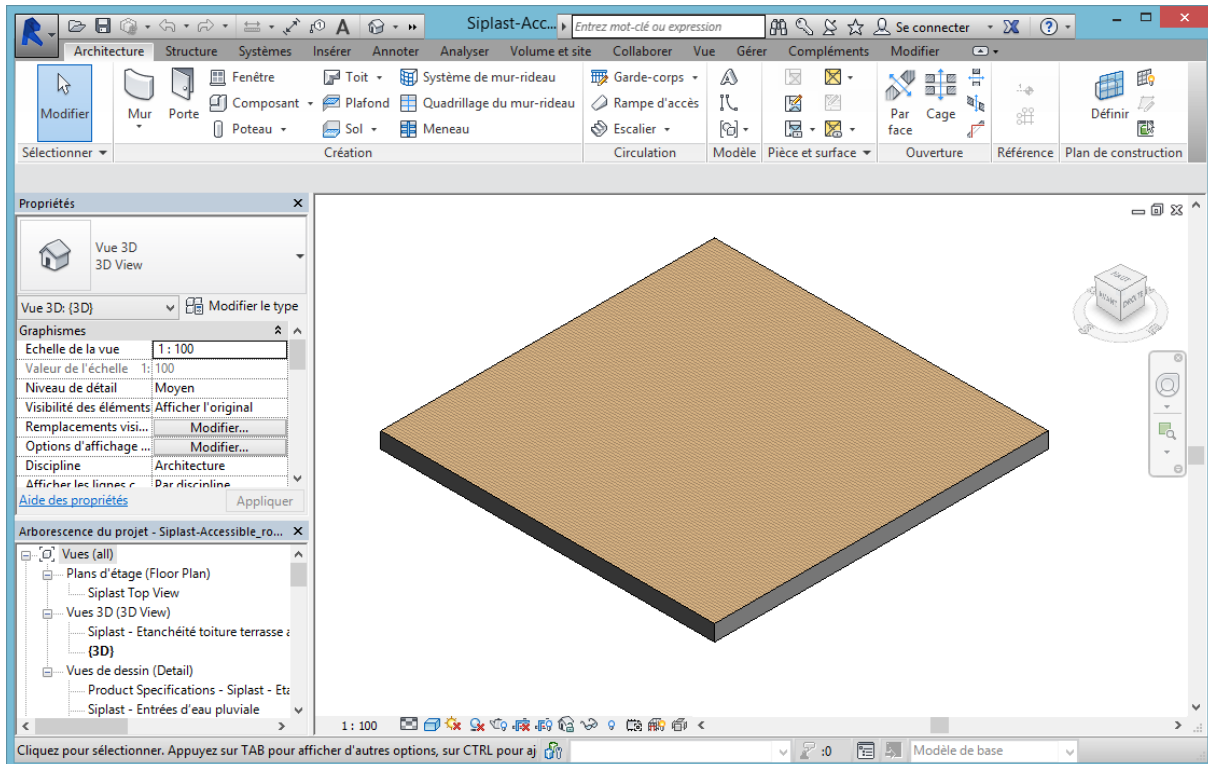 Siplast-Acc... Entrez mot-clé ou expression Se connecter
Architecture Structure Systèmes Insérer Annoter Analyser Volume et site Collaborer Vue Gérer Compléments Modifier
Modifier
Mur
Porte
Fenêtre
Composant
Poteau
Toit
Plafond
Sol
Système de mur-rideau
Quadrillage du mur-rideau
Meneau
Garde-corps
Rampe d'accès
Escalier
Par face
Cage
Définir
Sélectionner Création Circulation Modèle Pièce et surface Ouverture Référence Plan de construction
Propriétés
Vue 3D
3D View
Vue 3D: {3D} Modifier le type
Graphismes
Echelle de la vue 1 : 100
Valeur de l'échelle 1: 100
Niveau de détail Moyen
Visibilité des éléments Afficher l'original
Remplacements visi... Modifier...
Options d'affichage ... Modifier...
Discipline Architecture
Afficher les lignes c... Par discipline
Aide des propriétés Appliquer
Arborescence du projet - Siplast-Accessible_ro...
Vues (all)
Plans d'étage (Floor Plan)
Siplast Top View
Vues 3D (3D View)
Siplast - Etanchéité toiture terrasse a
{3D}
Vues de dessin (Detail)
Product Specifications - Siplast - Eta
Siplast - Entrées d'eau pluviale
HAUT
DROITE
1 : 100
Cliquez pour sélectionner. Appuyez sur TAB pour afficher d'autres options, sur CTRL pour aj :0 Modèle de base